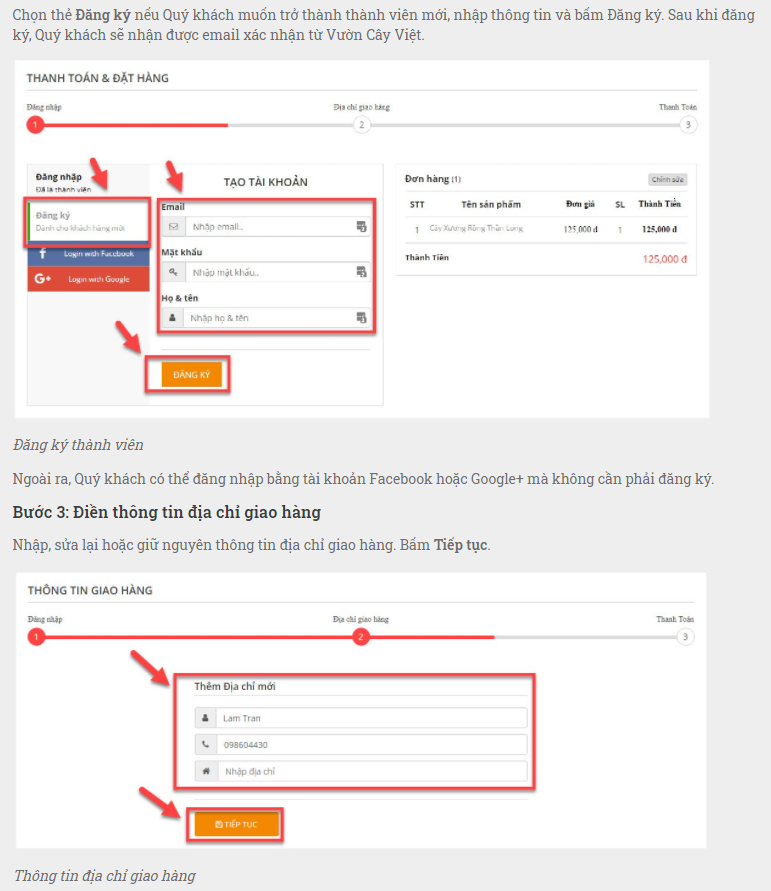 Chọn thẻ Đăng ký nếu Quý khách muốn trở thành thành viên mới, nhập thông tin và bấm Đăng ký. Sau khi đăng
ký, Quý khách sẽ nhận được email xác nhận từ Vườn Cây Việt.
THANH TOÁN & ĐẶT HÀNG
Đăng nhập
Địa chỉ giao hàng
Thanh Toán
1
2
3
Đăng nhập
Đã là thành viên
Đăng ký
Dành cho khách hàng mới
Login with Facebook
G+ Login with Google
TẠO TÀI KHOẢN
Email
Nhập email..
Mật khẩu
Nhập mật khẩu..
Họ & tên
Nhập họ & tên
ĐĂNG KÝ
Đơn hàng (1)
Chỉnh sửa
STT Tên sản phẩm Đơn giá SL Thành Tiền
1 Cây Xương Rồng Thần Long 125,000 đ 1 125,000 đ
Thành Tiền 125,000 đ
Đăng ký thành viên
Ngoài ra, Quý khách có thể đăng nhập bằng tài khoản Facebook hoặc Google+ mà không cần phải đăng ký.
Bước 3: Điền thông tin địa chỉ giao hàng
Nhập, sửa lại hoặc giữ nguyên thông tin địa chỉ giao hàng. Bấm Tiếp tục.
THÔNG TIN GIAO HÀNG
Đăng nhập
Địa chỉ giao hàng
Thanh Toán
1
2
3
Thêm Địa chỉ mới
Lam Tran
098604430
Nhập địa chỉ
TIẾP TỤC
Thông tin địa chỉ giao hàng